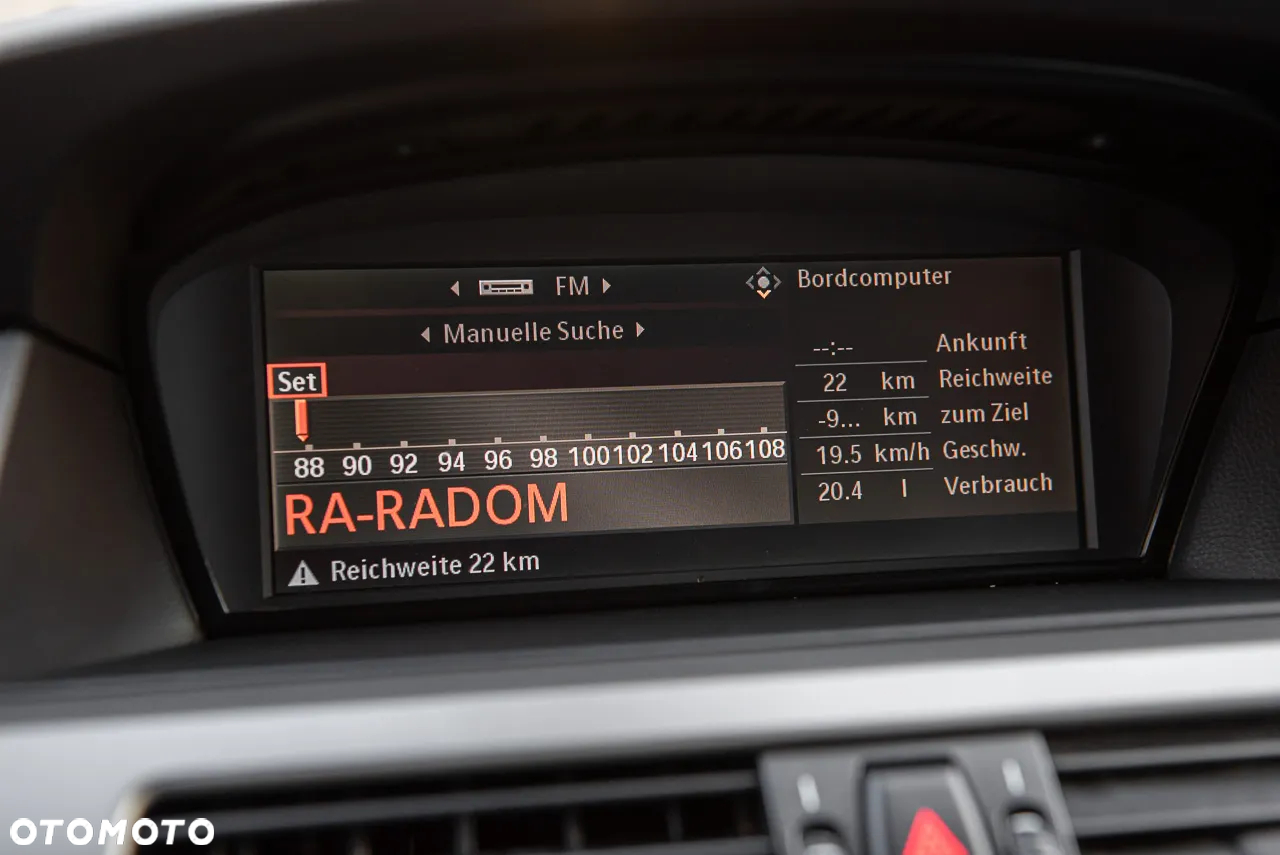 FM
Bordcomputer
Manuelle Suche
Set
88 90 92 94 96 98 100 102 104 106 108
RA-RADOM
Reichweite 22 km
--:-- Ankunft
22 km Reichweite
-9... km zum Ziel
19.5 km/h Geschw.
20.4 l Verbrauch
OTOMOTO